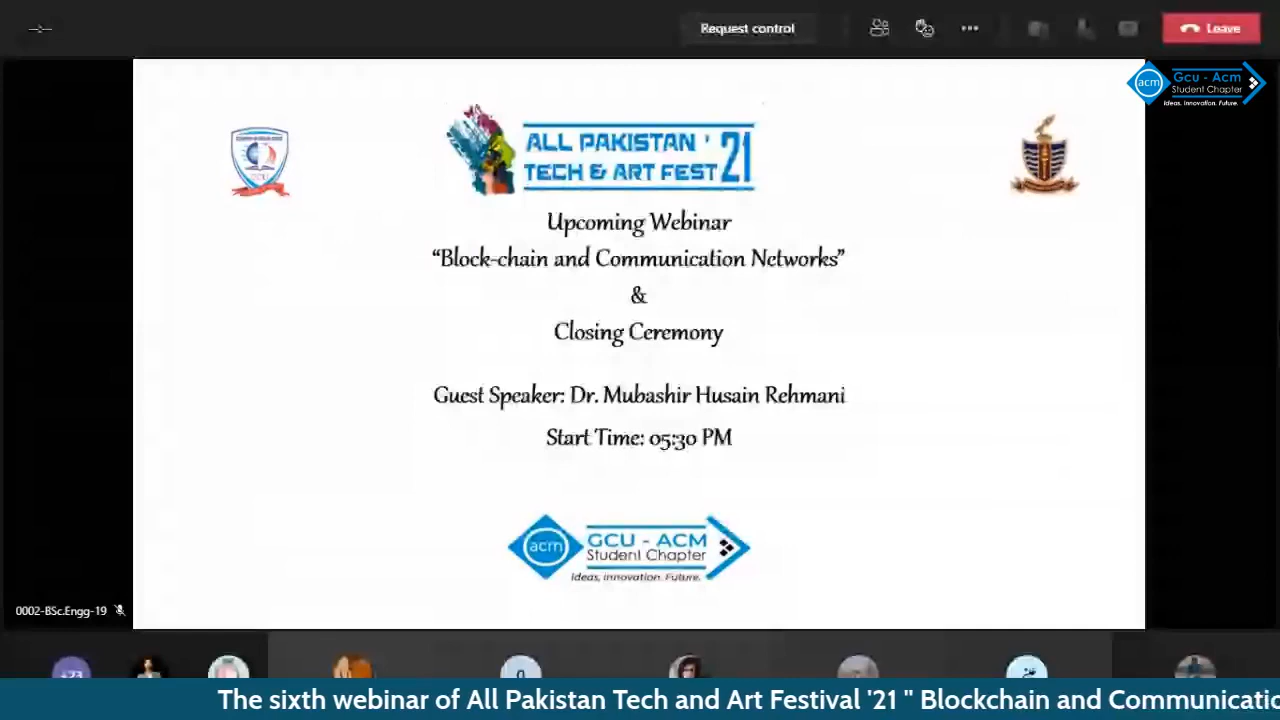 Request control
Leave
acm
Gcu - Acm
Student Chapter
Ideas. Innovation. Future.
ALL PAKISTAN '
TECH & ART FEST 21
Upcoming Webinar
“Block-chain and Communication Networks”
&
Closing Ceremony
Guest Speaker: Dr. Mubashir Husain Rehmani
Start Time: 05:30 PM
acm
GCU - ACM
Student Chapter
Ideas, innovation. Future.
0002-BSc.Engg-19
+23
The sixth webinar of All Pakistan Tech and Art Festival '21 " Blockchain and Communicatio